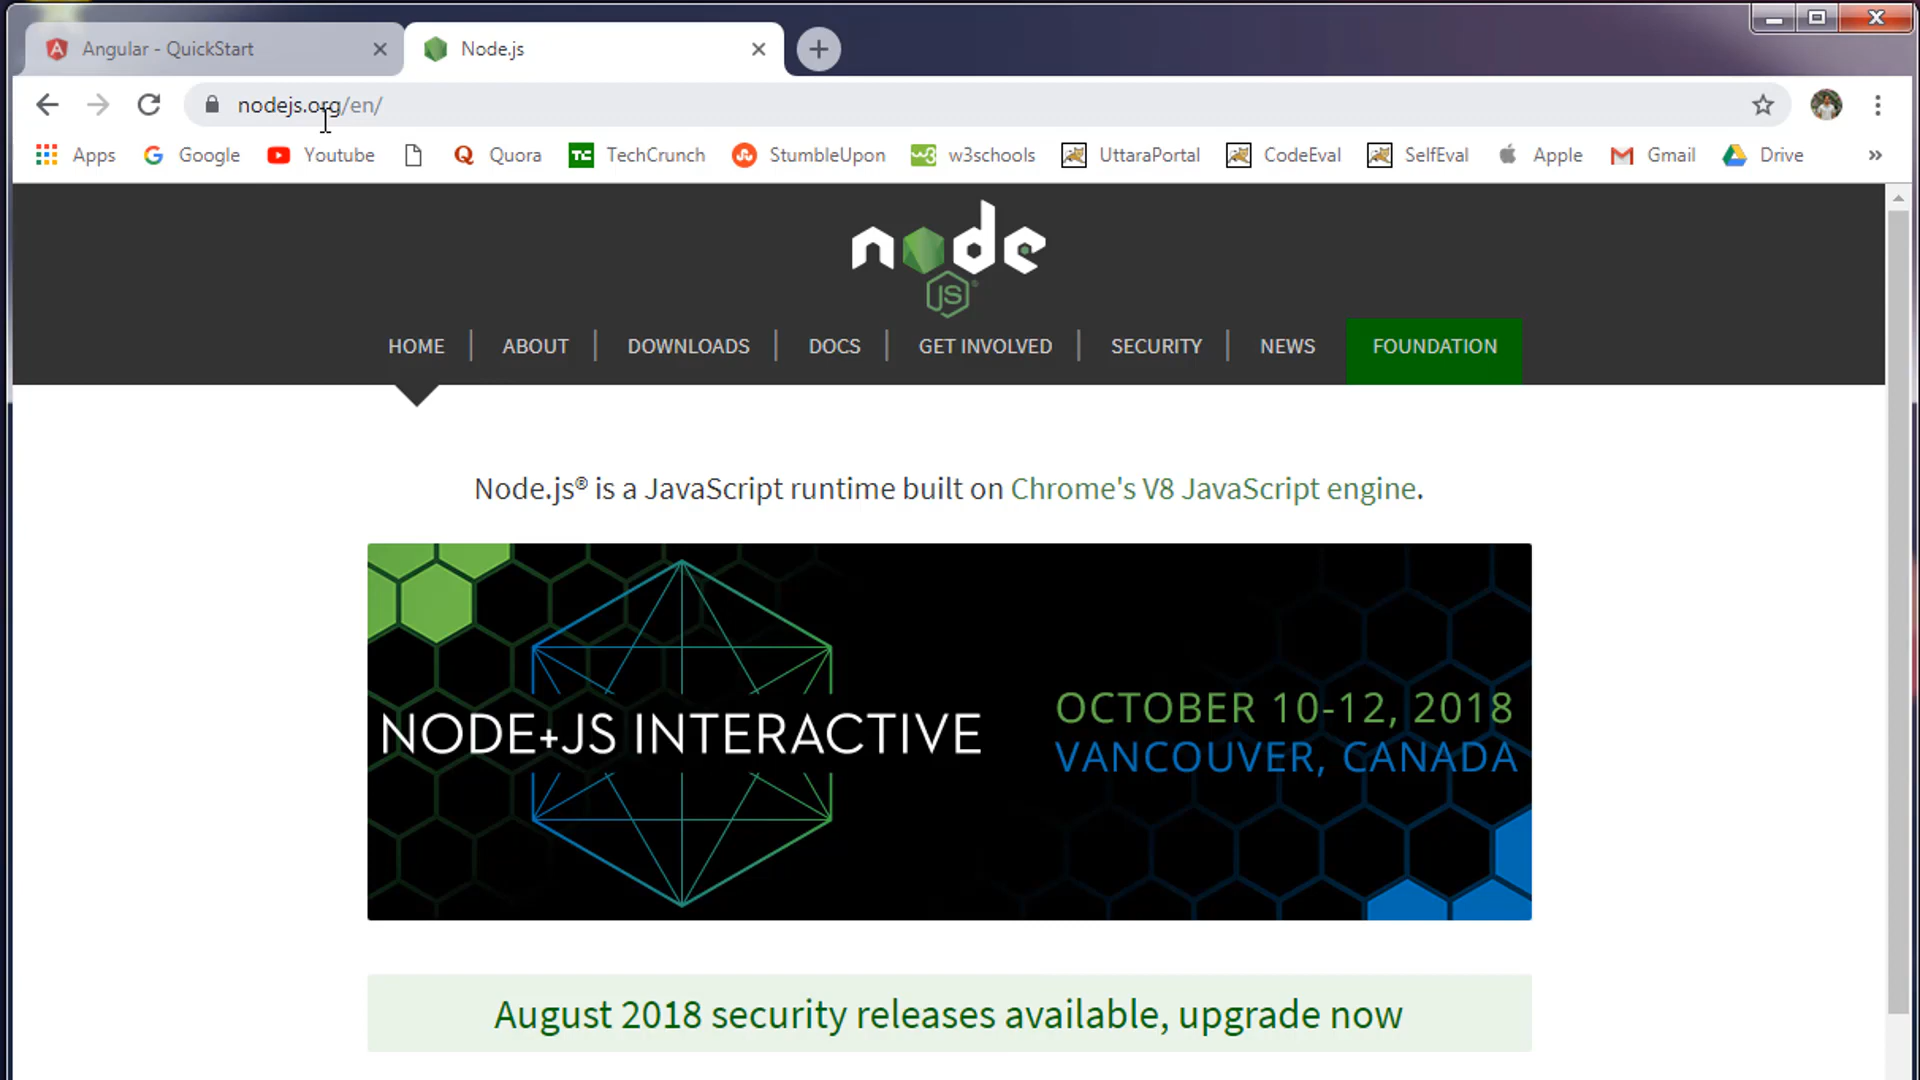 Angular - QuickStart
Node.js
nodejs.org/en/
Apps Google Youtube Quora TechCrunch StumbleUpon w3schools UttaraPortal CodeEval SelfEval Apple Gmail Drive »
node
JS
HOME | ABOUT | DOWNLOADS | DOCS | GET INVOLVED | SECURITY | NEWS FOUNDATION
Node.js® is a JavaScript runtime built on Chrome's V8 JavaScript engine.
NODE+JS INTERACTIVE
OCTOBER 10-12, 2018
VANCOUVER, CANADA
August 2018 security releases available, upgrade now